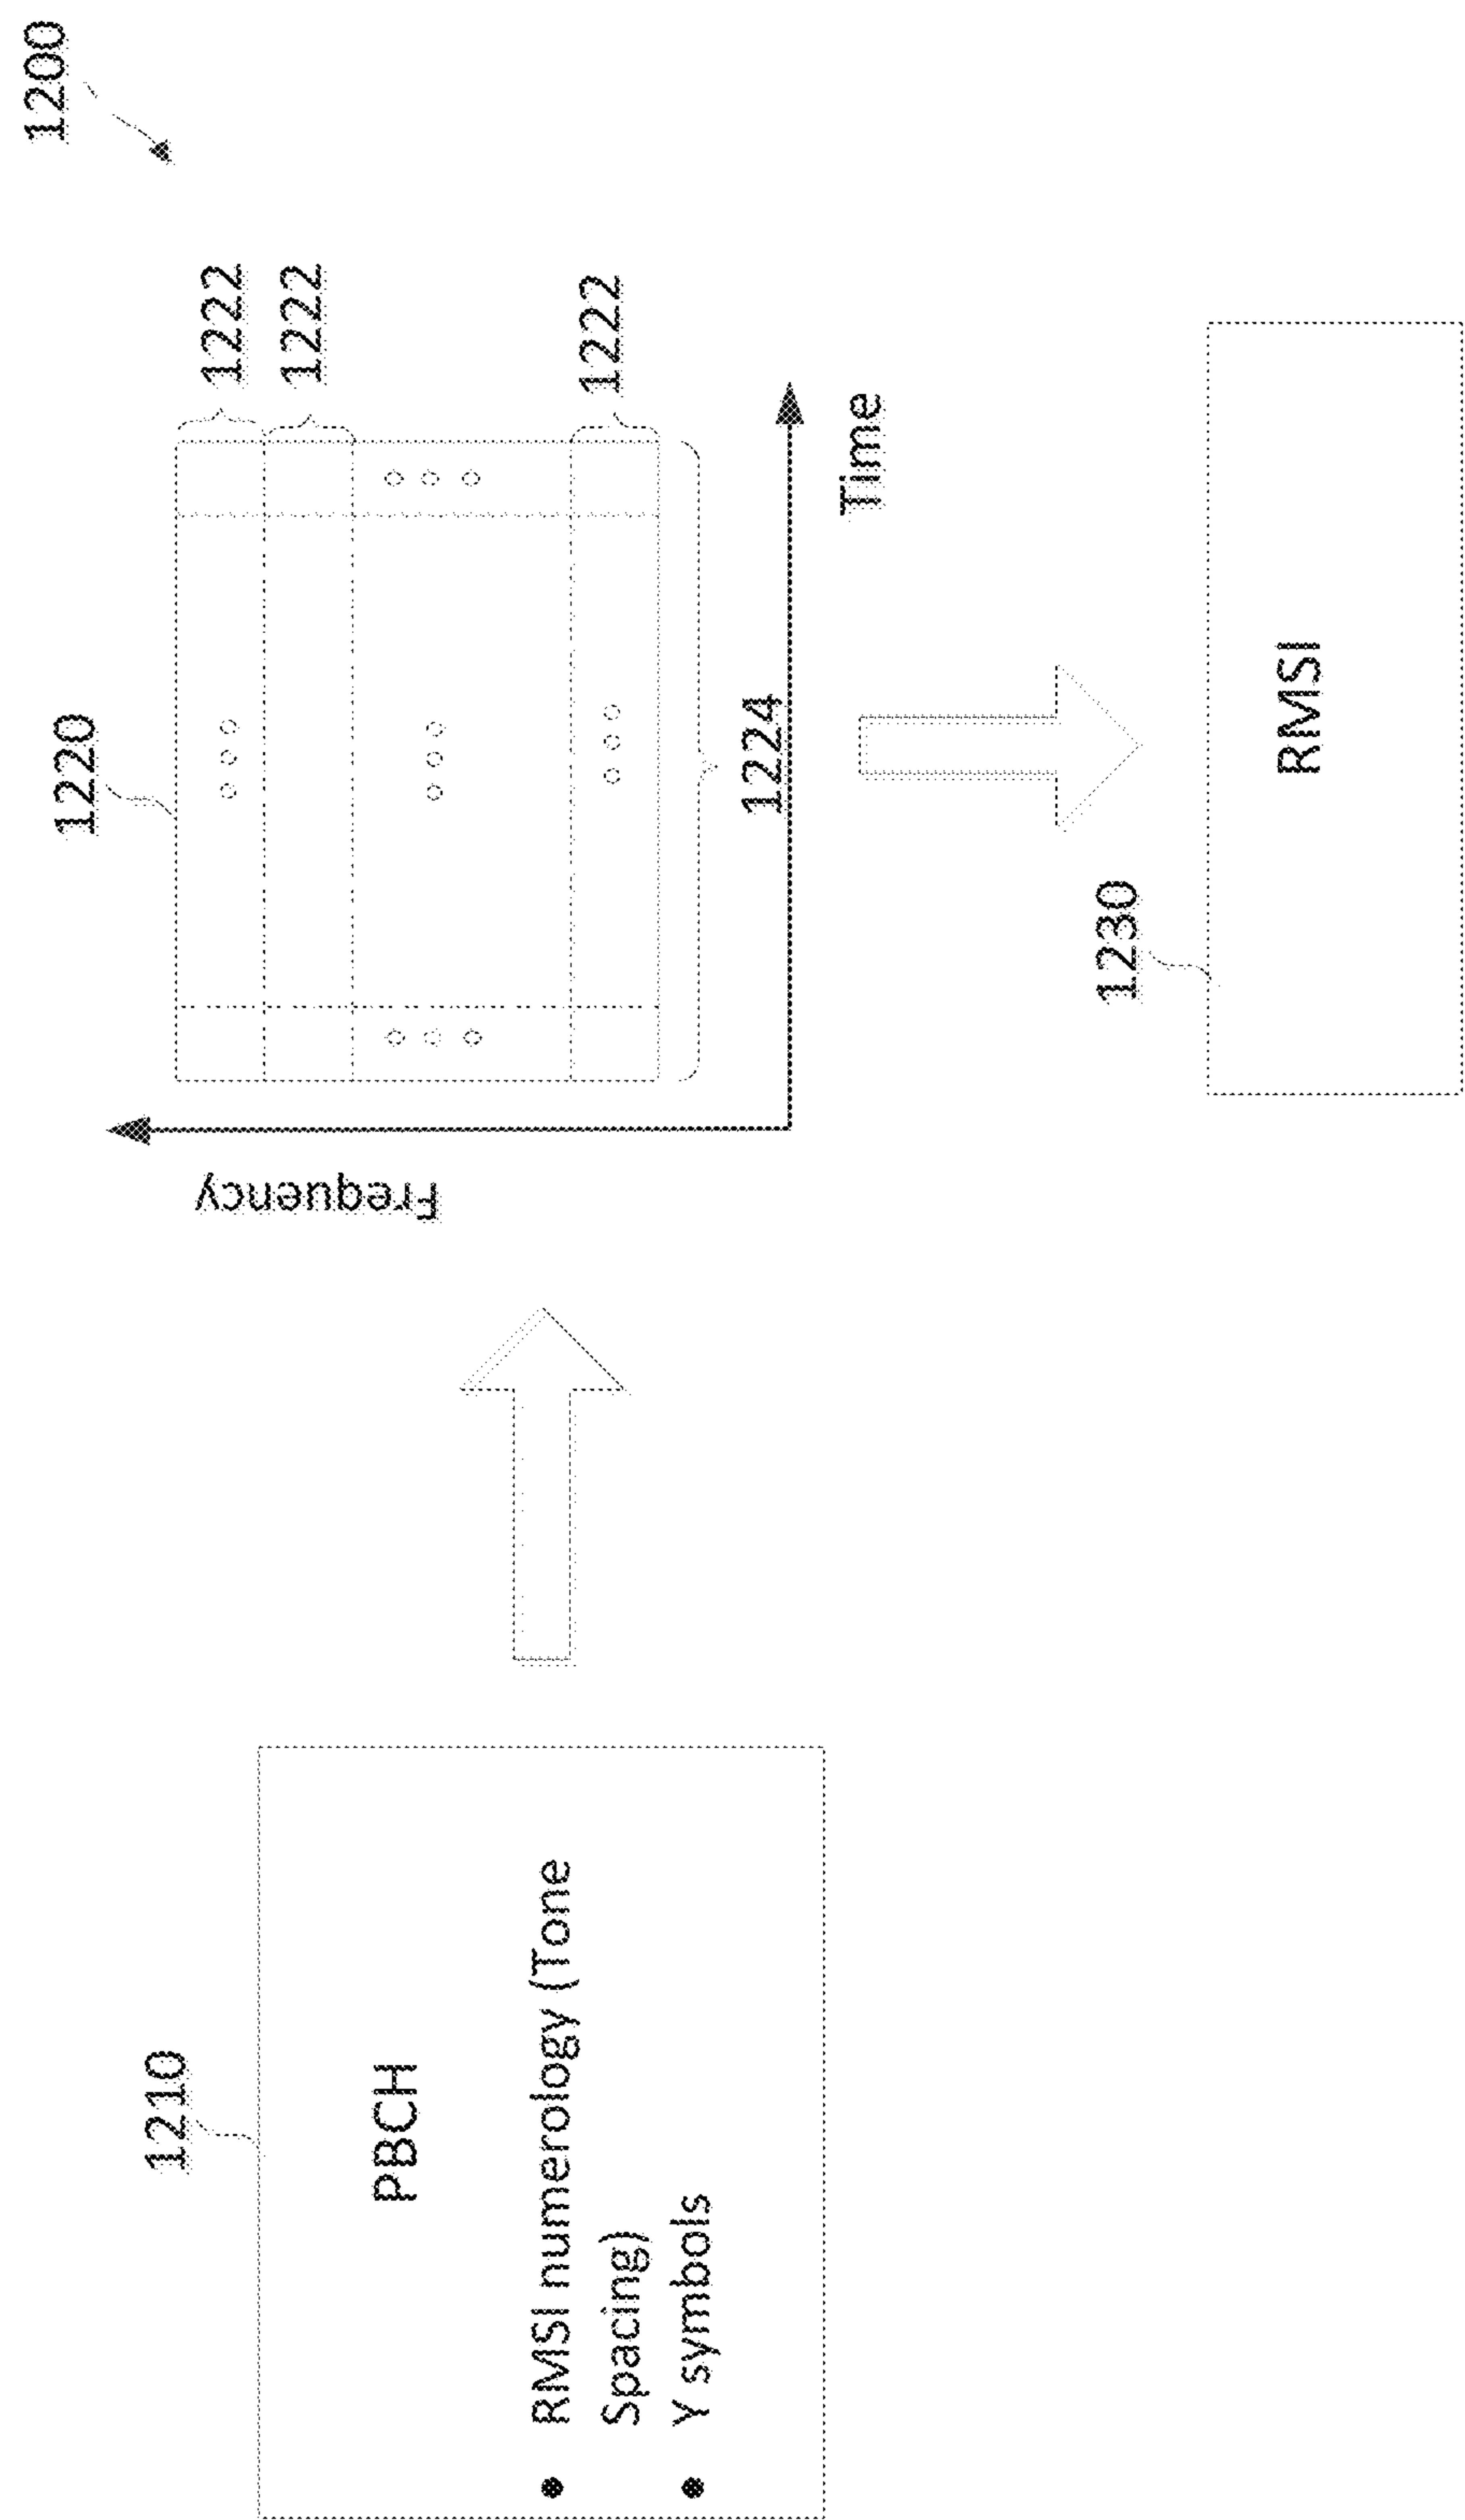 1200
1210
PBCH
• RMSI numerology (Tone
Spacing)
• Y symbols
1220
1222
1222
1222
1224
Frequency
Time
1230
RMSI